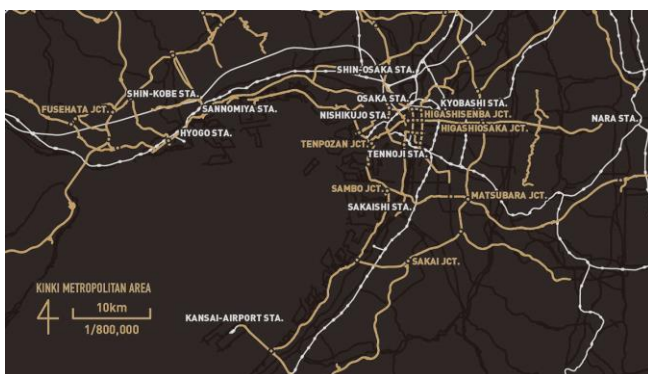 SHIN-OSAKA STA.
SHIN-KOBE STA.
OSAKA STA.
KYOBASHI STA.
FUSEHATA JCT.
SANNOMIYA STA.
NISHIKUJO STA.
HIGASHISENBA JCT.
NARA STA.
HYOGO STA.
HIGASHIOSAKA JCT.
TEMPOZAN JCT.
TENNOJI STA.
SAMBO JCT.
MATSUBARA JCT.
SAKAISHI STA.
SAKAI JCT.
KINKI METROPOLITAN AREA
10km
1/800,000
KANSAI-AIRPORT STA.